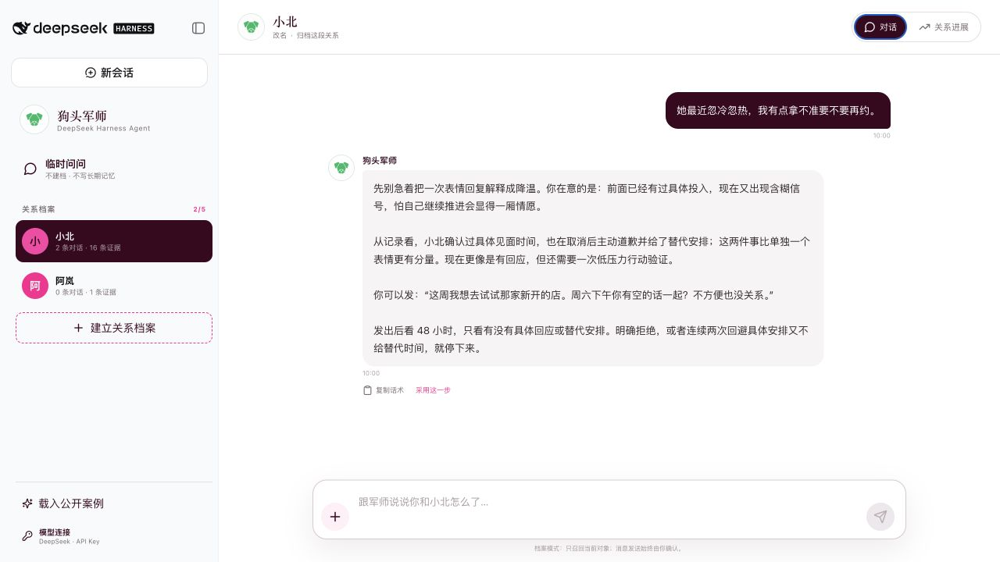 deepseek HARNESS
新会话
狗头军师
DeepSeek Harness Agent
临时问问
不建档 · 不写长期记忆
关系档案
2/5
小
小北
2 条对话 · 16 条证据
阿
阿岚
0 条对话 · 1 条证据
建立关系档案
载入公开案例
模型连接
DeepSeek · API Key
小北
改名 · 归档这段关系
对话
关系进展
她最近忽冷忽热，我有点拿不准要不要再约。
10:00
狗头军师
先别急着把一次表情回复解释成降温。你在意的是：前面已经有过具体投入，现在又出现含糊信
号，怕自己继续推进会显得一厢情愿。
从记录看，小北确认过具体见面时间，也在取消后主动道歉并给了替代安排；这两件事比单独一个
表情更有分量。现在更像是有回应，但还需要一次低压力行动验证。
你可以发：“这周我想去试试那家新开的店。周六下午你有空的话一起？不方便也没关系。”
发出后看 48 小时，只看有没有具体回应或替代安排。明确拒绝，或者连续两次回避具体安排又不
给替代时间，就停下来。
10:00
复制话术
采用这一步
跟军师说说你和小北怎么了...
档案模式：只召回当前对象；消息发送始终由你确认。